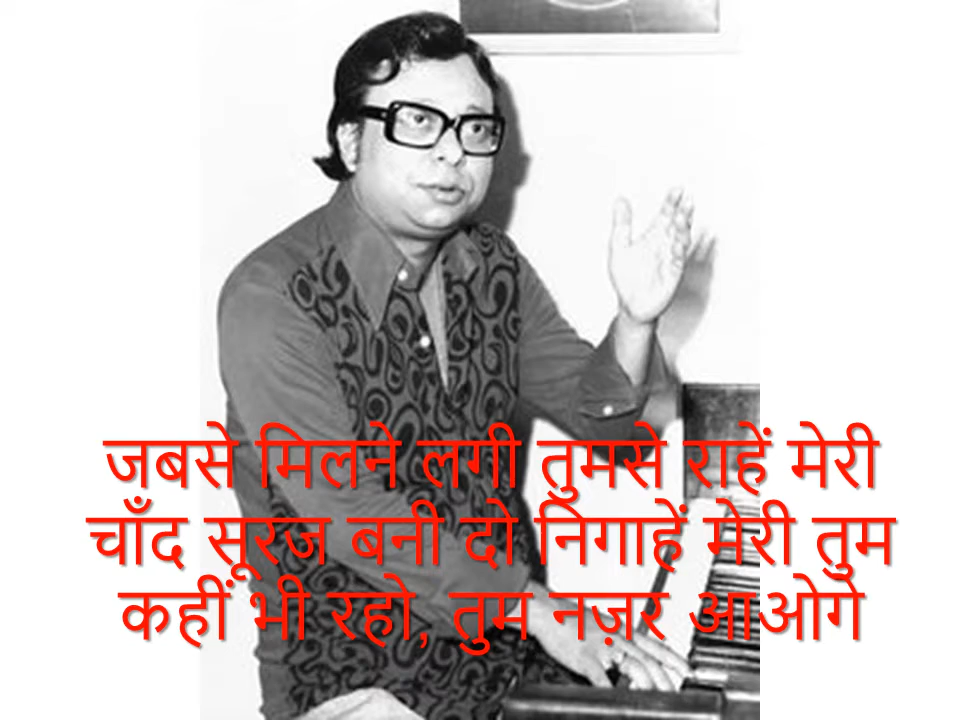 जबसे मिलने लगी तुमसे राहें मेरी
चाँद सूरज बनी दो निगाहें मेरी तुम
कहीं भी रहो, तुम नज़र आओगे